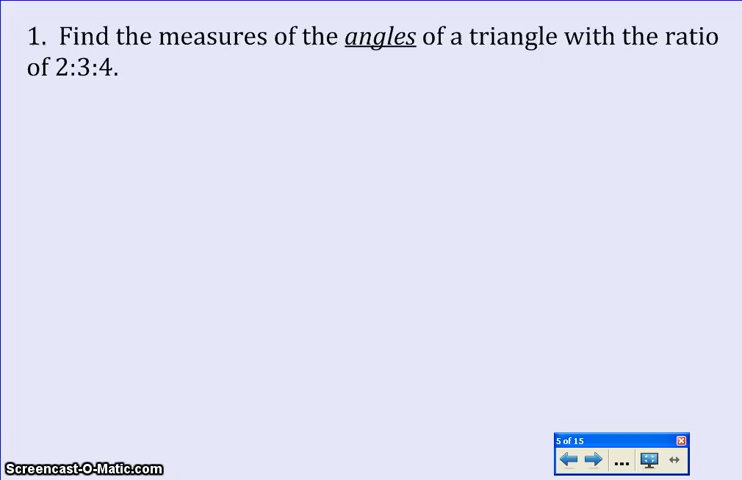 1. Find the measures of the angles of a triangle with the ratio
of 2:3:4.
5 of 15
Screencast-O-Matic.com